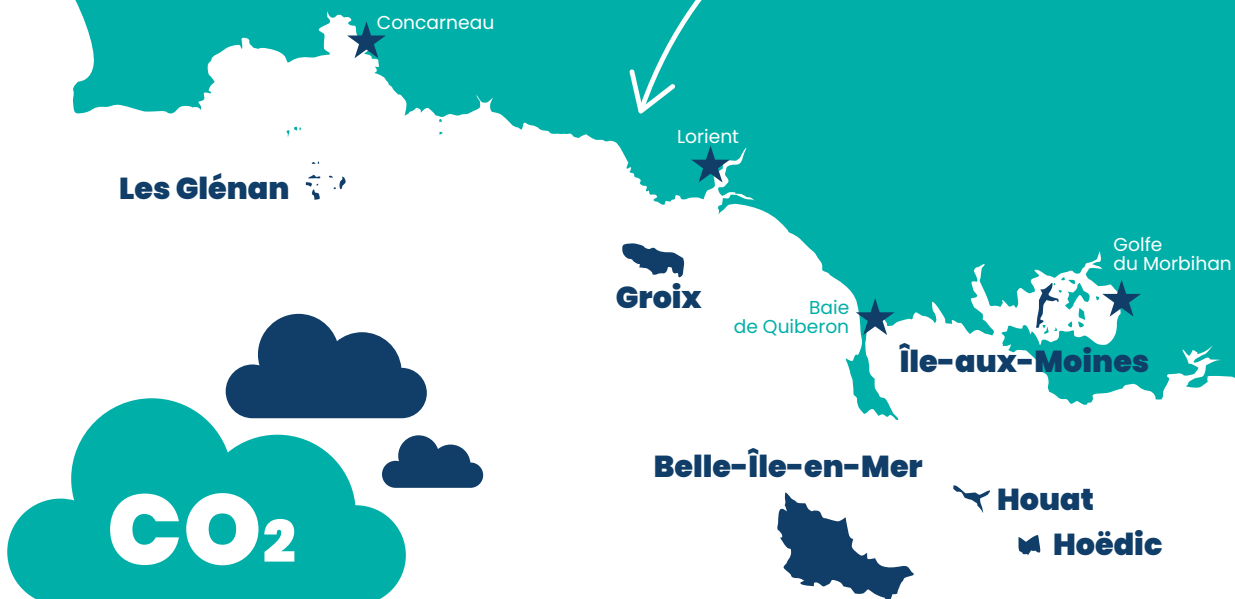 Concarneau
Lorient
Les Glénan
Golfe
du Morbihan
Groix
Baie
de Quiberon
Île-aux-Moines
Belle-Île-en-Mer
Houat
CO₂
Hoëdic